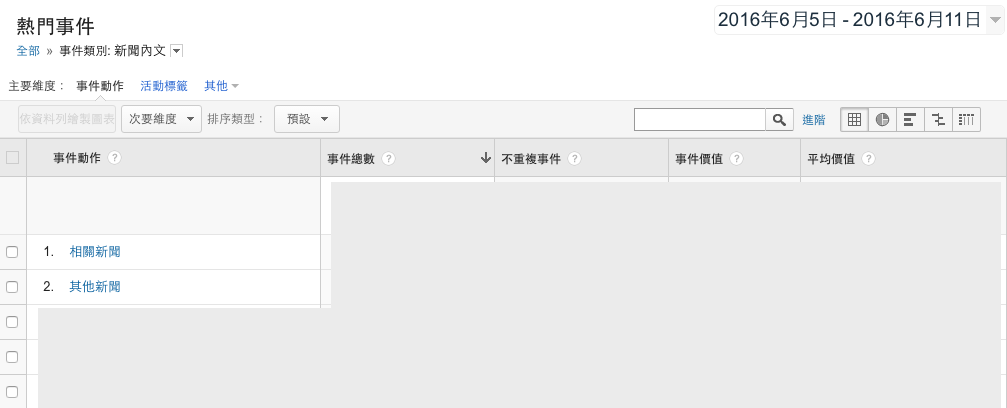 熱門事件
2016年6月5日 - 2016年6月11日
全部 » 事件類別: 新聞內文
主要維度： 事件動作 活動標籤 其他
依資料列繪製圖表 次要維度 排序類型： 預設 進階
事件動作 ? 事件總數 ? 不重複事件 ? 事件價值 ? 平均價值 ?
1. 相關新聞
2. 其他新聞